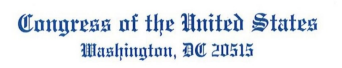 Congress of the United States
Washington, DC 20515